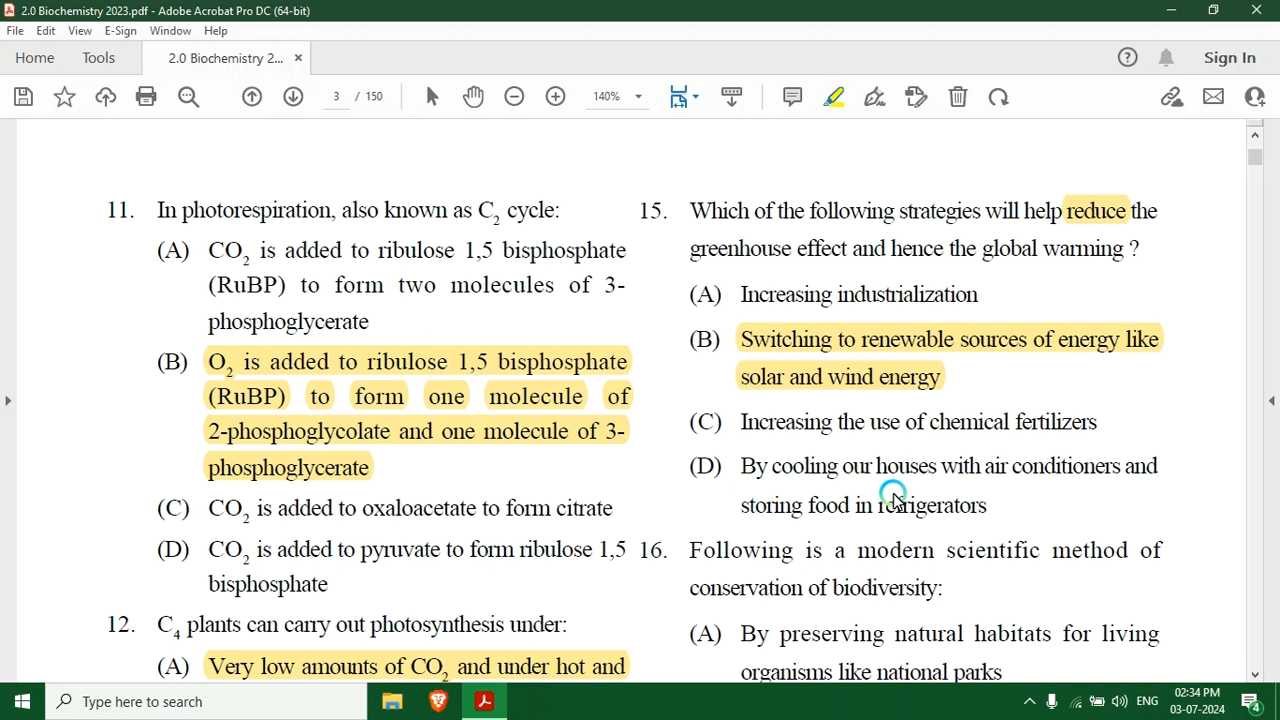 2.0 Biochemistry 2023.pdf - Adobe Acrobat Pro DC (64-bit)
File Edit View E-Sign Window Help
Home Tools 2.0 Biochemistry 2... × Sign In
3 / 150 140%
11. In photorespiration, also known as C₂ cycle:
(A) CO₂ is added to ribulose 1,5 bisphosphate
(RuBP) to form two molecules of 3-
phosphoglycerate
(B) O₂ is added to ribulose 1,5 bisphosphate
(RuBP) to form one molecule of
2-phosphoglycolate and one molecule of 3-
phosphoglycerate
(C) CO₂ is added to oxaloacetate to form citrate
(D) CO₂ is added to pyruvate to form ribulose 1,5
bisphosphate
12. C₄ plants can carry out photosynthesis under:
(A) Very low amounts of CO₂ and under hot and
15. Which of the following strategies will help reduce the
greenhouse effect and hence the global warming ?
(A) Increasing industrialization
(B) Switching to renewable sources of energy like
solar and wind energy
(C) Increasing the use of chemical fertilizers
(D) By cooling our houses with air conditioners and
storing food in refrigerators
16. Following is a modern scientific method of
conservation of biodiversity:
(A) By preserving natural habitats for living
organisms like national parks
Type here to search
ENG
02:34 PM
03-07-2024
4